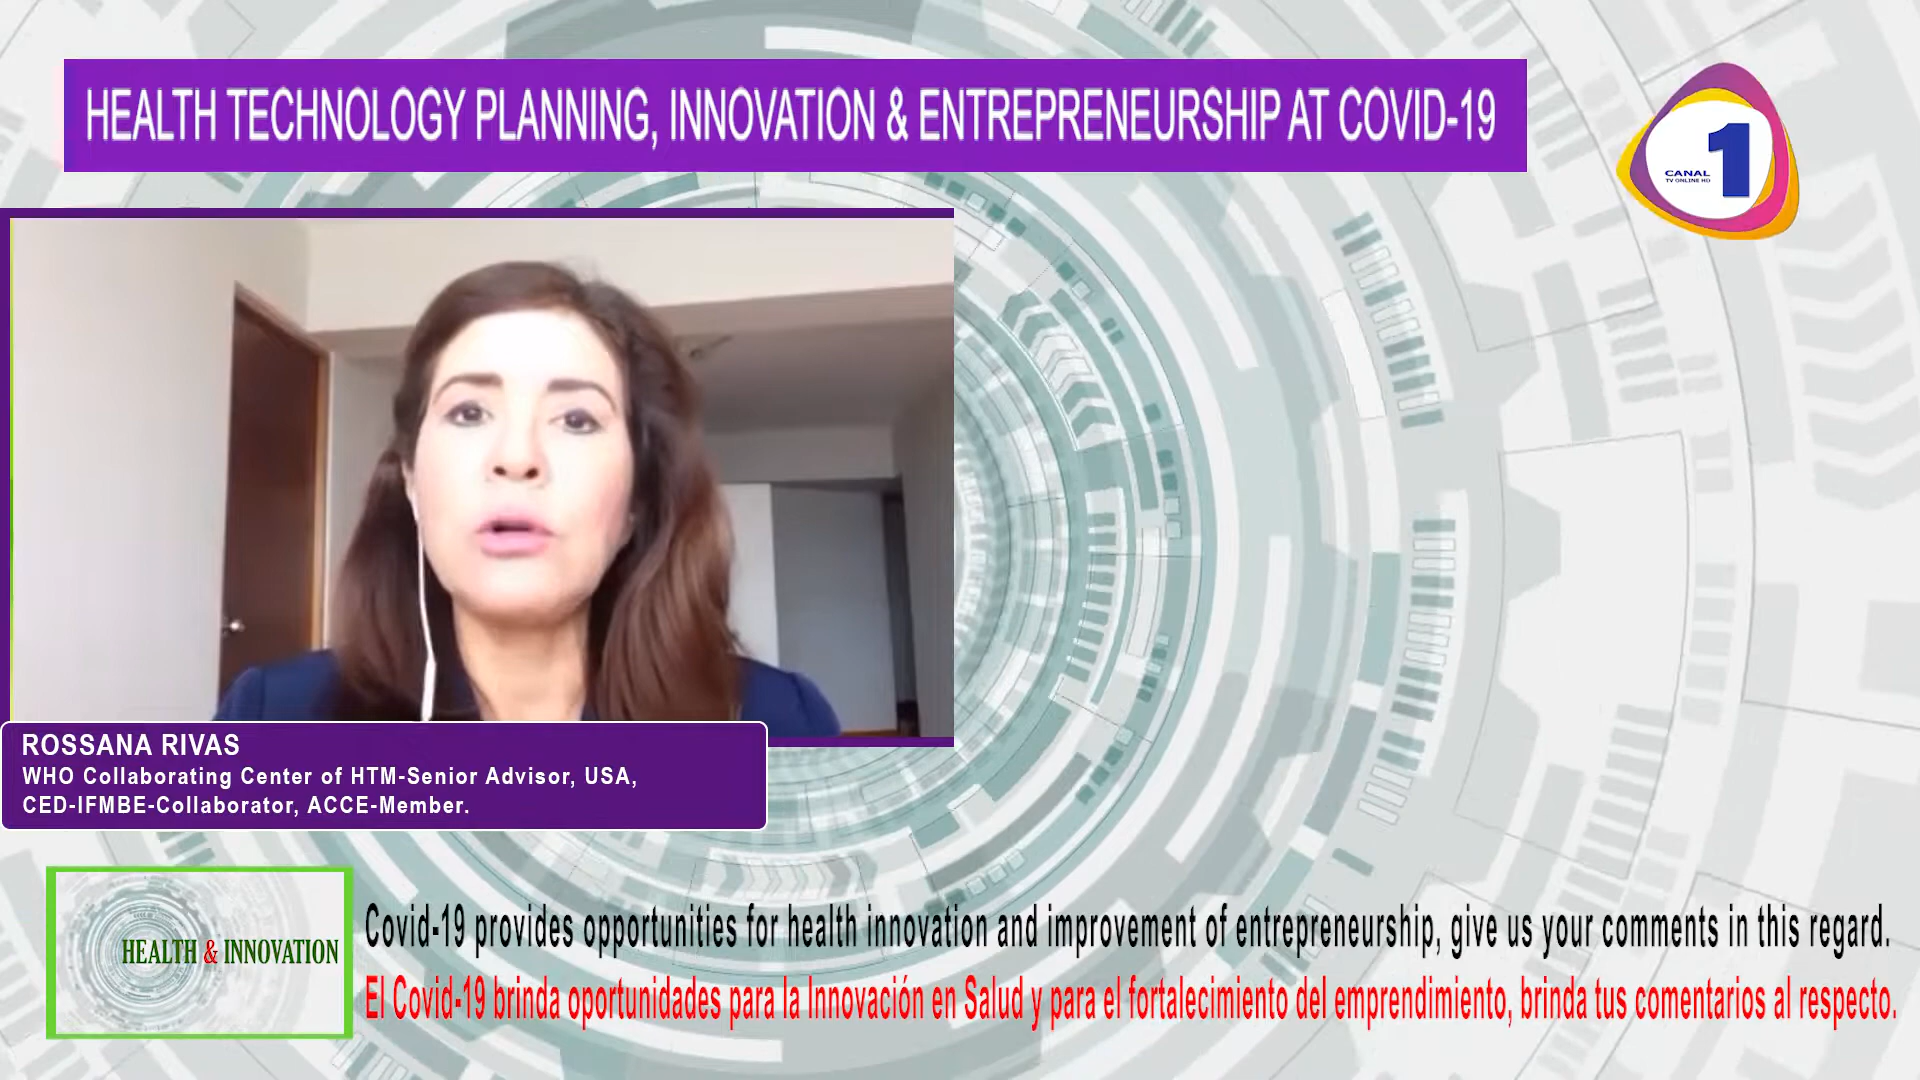 HEALTH TECHNOLOGY PLANNING, INNOVATION & ENTREPRENEURSHIP AT COVID-19
CANAL 1
TV ONLINE HD
ROSSANA RIVAS
WHO Collaborating Center of HTM-Senior Advisor, USA,
CED-IFMBE-Collaborator, ACCE-Member.
HEALTH & INNOVATION
Covid-19 provides opportunities for health innovation and improvement of entrepreneurship, give us your comments in this regard.
El Covid-19 brinda oportunidades para la Innovación en Salud y para el fortalecimiento del emprendimiento, brinda tus comentarios al respecto.